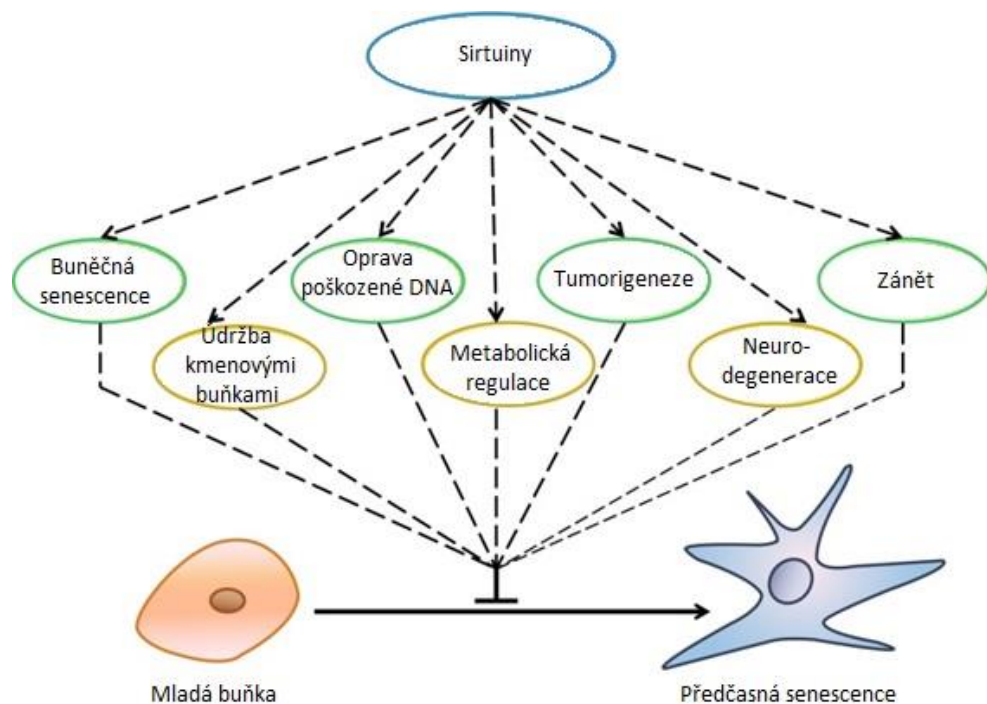 Sirtuiny
Buněčná
senescence
Oprava
poškozené DNA
Tumorigeneze
Zánět
Údržba
kmenovými
buňkami
Metabolická
regulace
Neuro-
degenerace
Mladá buňka
Předčasná senescence